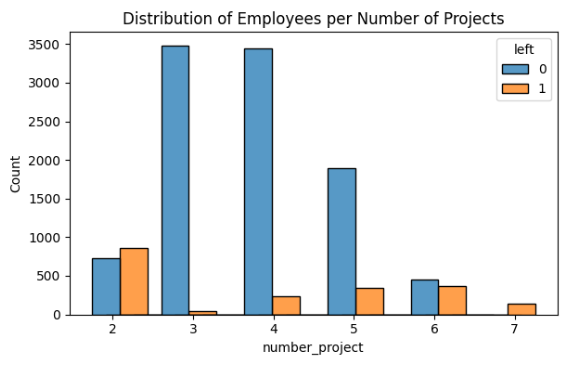 Distribution of Employees per Number of Projects
3500
3000
2500
2000
1500
1000
500
0
Count
left
0
1
2 3 4 5 6 7
number_project